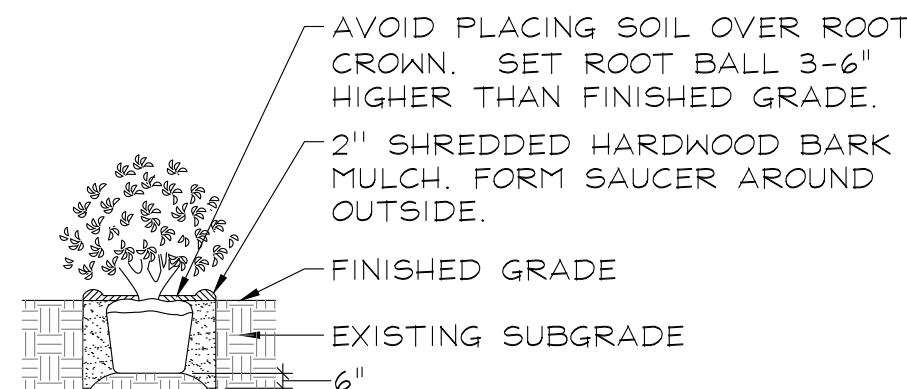 AVOID PLACING SOIL OVER ROOT
CROWN. SET ROOT BALL 3-6"
HIGHER THAN FINISHED GRADE.
2" SHREDDED HARDWOOD BARK
MULCH. FORM SAUCER AROUND
OUTSIDE.
FINISHED GRADE
EXISTING SUBGRADE
6"